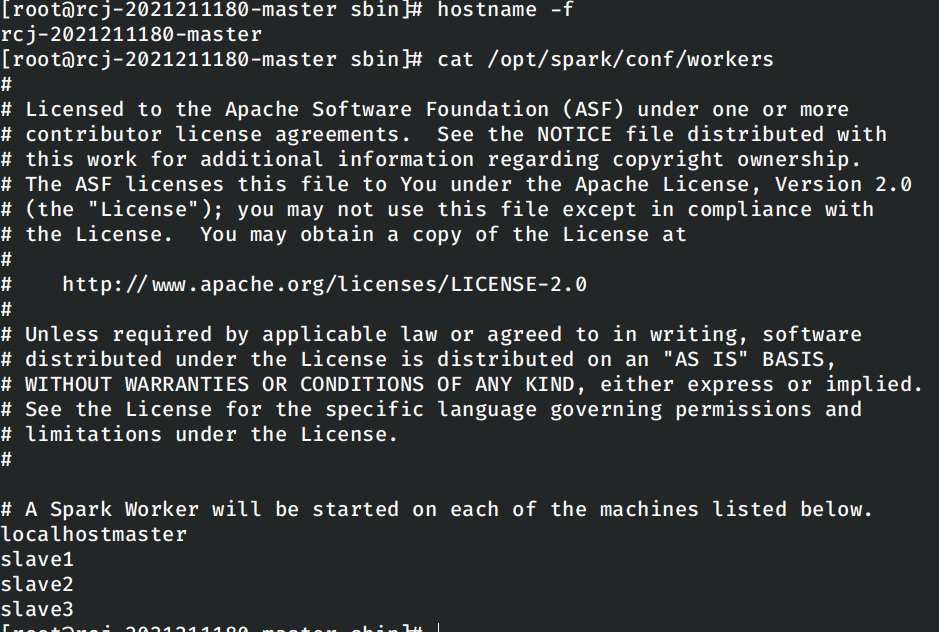 [root@rcj-2021211180-master sbin]# hostname -f
rcj-2021211180-master
[root@rcj-2021211180-master sbin]# cat /opt/spark/conf/workers
#
# Licensed to the Apache Software Foundation (ASF) under one or more
# contributor license agreements.  See the NOTICE file distributed with
# this work for additional information regarding copyright ownership.
# The ASF licenses this file to You under the Apache License, Version 2.0
# (the "License"); you may not use this file except in compliance with
# the License.  You may obtain a copy of the License at
#
#    http://www.apache.org/licenses/LICENSE-2.0
#
# Unless required by applicable law or agreed to in writing, software
# distributed under the License is distributed on an "AS IS" BASIS,
# WITHOUT WARRANTIES OR CONDITIONS OF ANY KIND, either express or implied.
# See the License for the specific language governing permissions and
# limitations under the License.
#
# A Spark Worker will be started on each of the machines listed below.
localhostmaster
slave1
slave2
slave3
[root@rcj-2021211180-master sbin]#